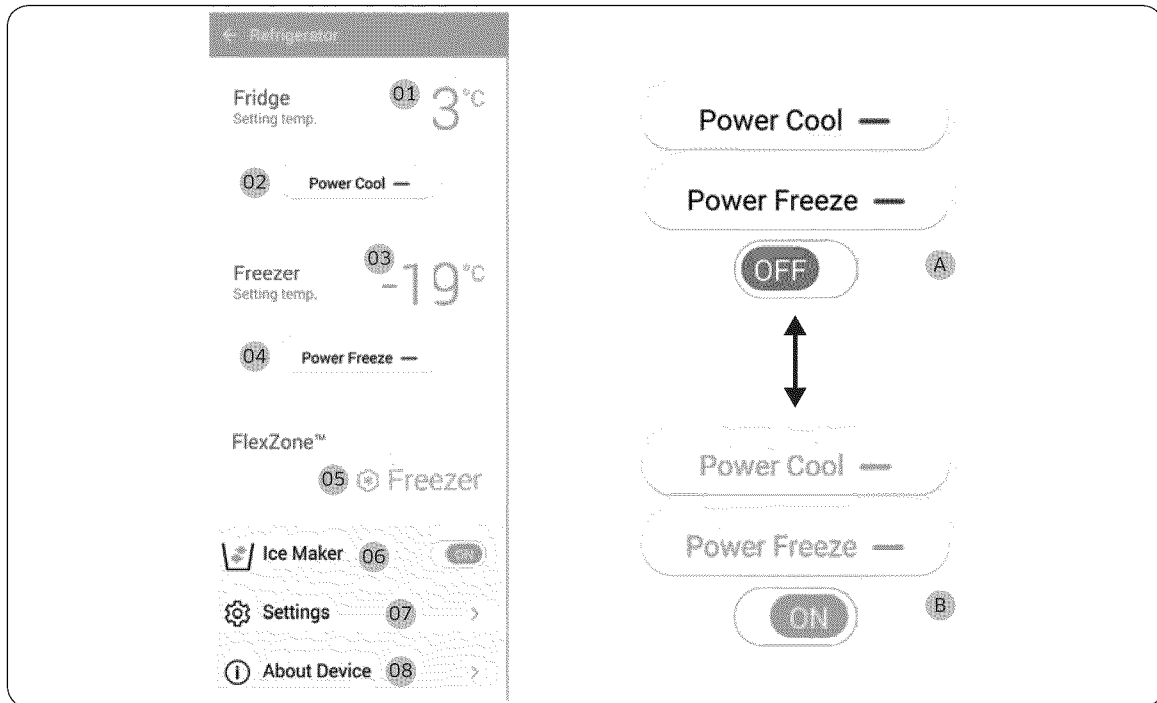 ← Refrigerator
Fridge
Setting temp.
01
3°C
02
Power Cool
Freezer
Setting temp.
03
-19°C
04
Power Freeze
FlexZone™
05
Freezer
Ice Maker
06
ON
Settings
07
About Device
08
Power Cool
Power Freeze
OFF
A
Power Cool
Power Freeze
ON
B